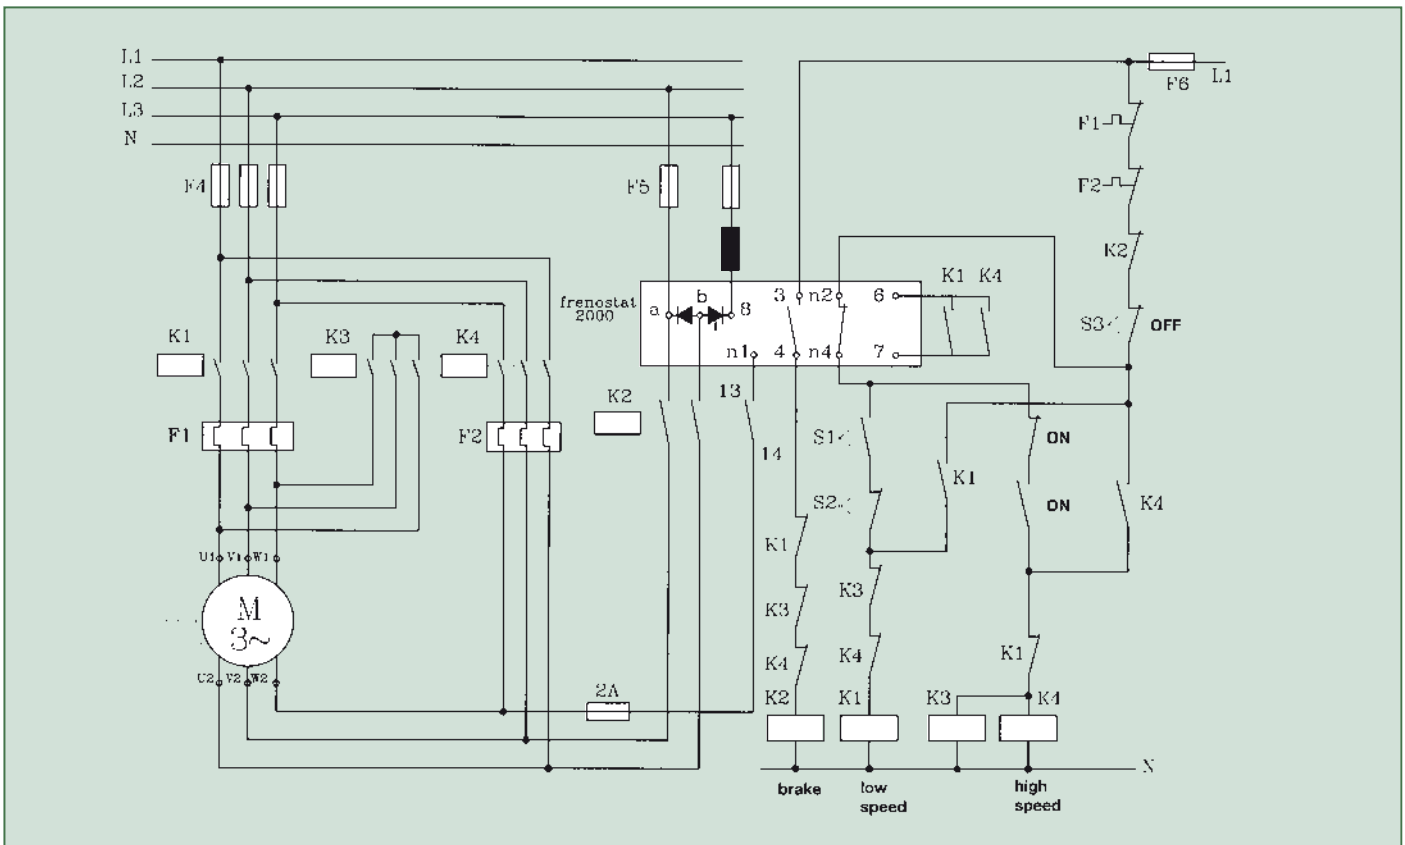 L1
L2
L3
N
F4
F5
F6
L1
F1
F2
K2
S3
OFF
frenostat
2000
a
b
8
3
n2
6
K1
K4
n1
4
n4
7
K1
K3
K4
K2
13
14
F1
F2
S1
S2
K1
ON
ON
K4
U1
V1
W1
M
3~
U2
V2
W2
2A
K1
K3
K4
K3
K4
K1
K2
K1
K3
K4
N
brake
low
speed
high
speed